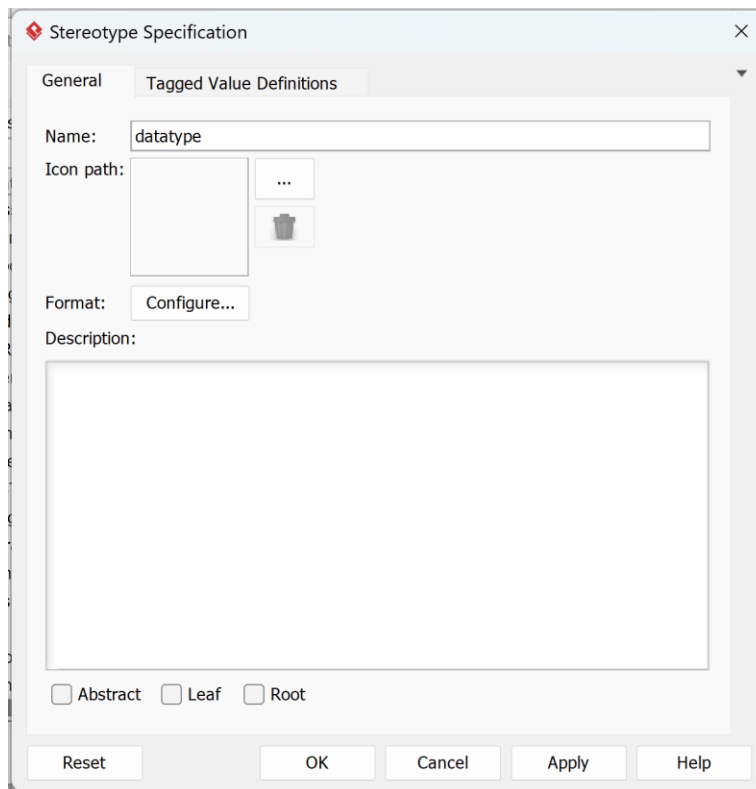 Stereotype Specification
General
Tagged Value Definitions
Name: datatype
Icon path:
...
Format: Configure...
Description:
Abstract Leaf Root
Reset OK Cancel Apply Help